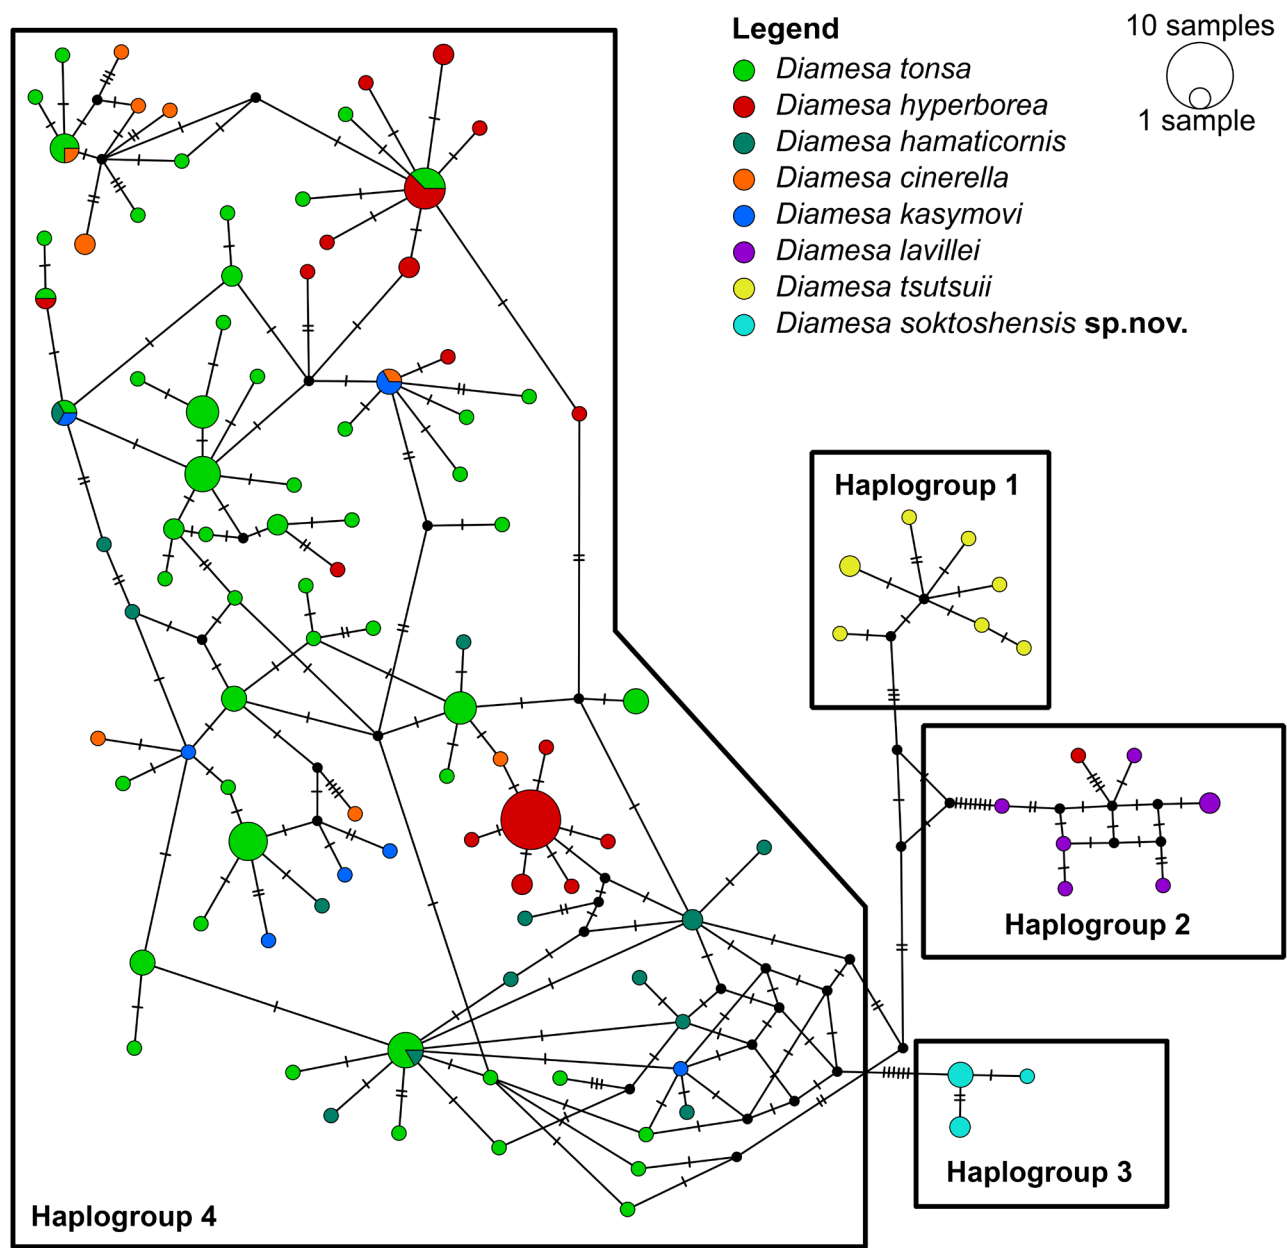 Legend
Diamesa tonsa
Diamesa hyperborea
Diamesa hamaticornis
Diamesa cinerella
Diamesa kasymovi
Diamesa lavillei
Diamesa tsutsuii
Diamesa soktoshensis sp.nov.
10 samples
1 sample
Haplogroup 1
Haplogroup 2
Haplogroup 3
Haplogroup 4